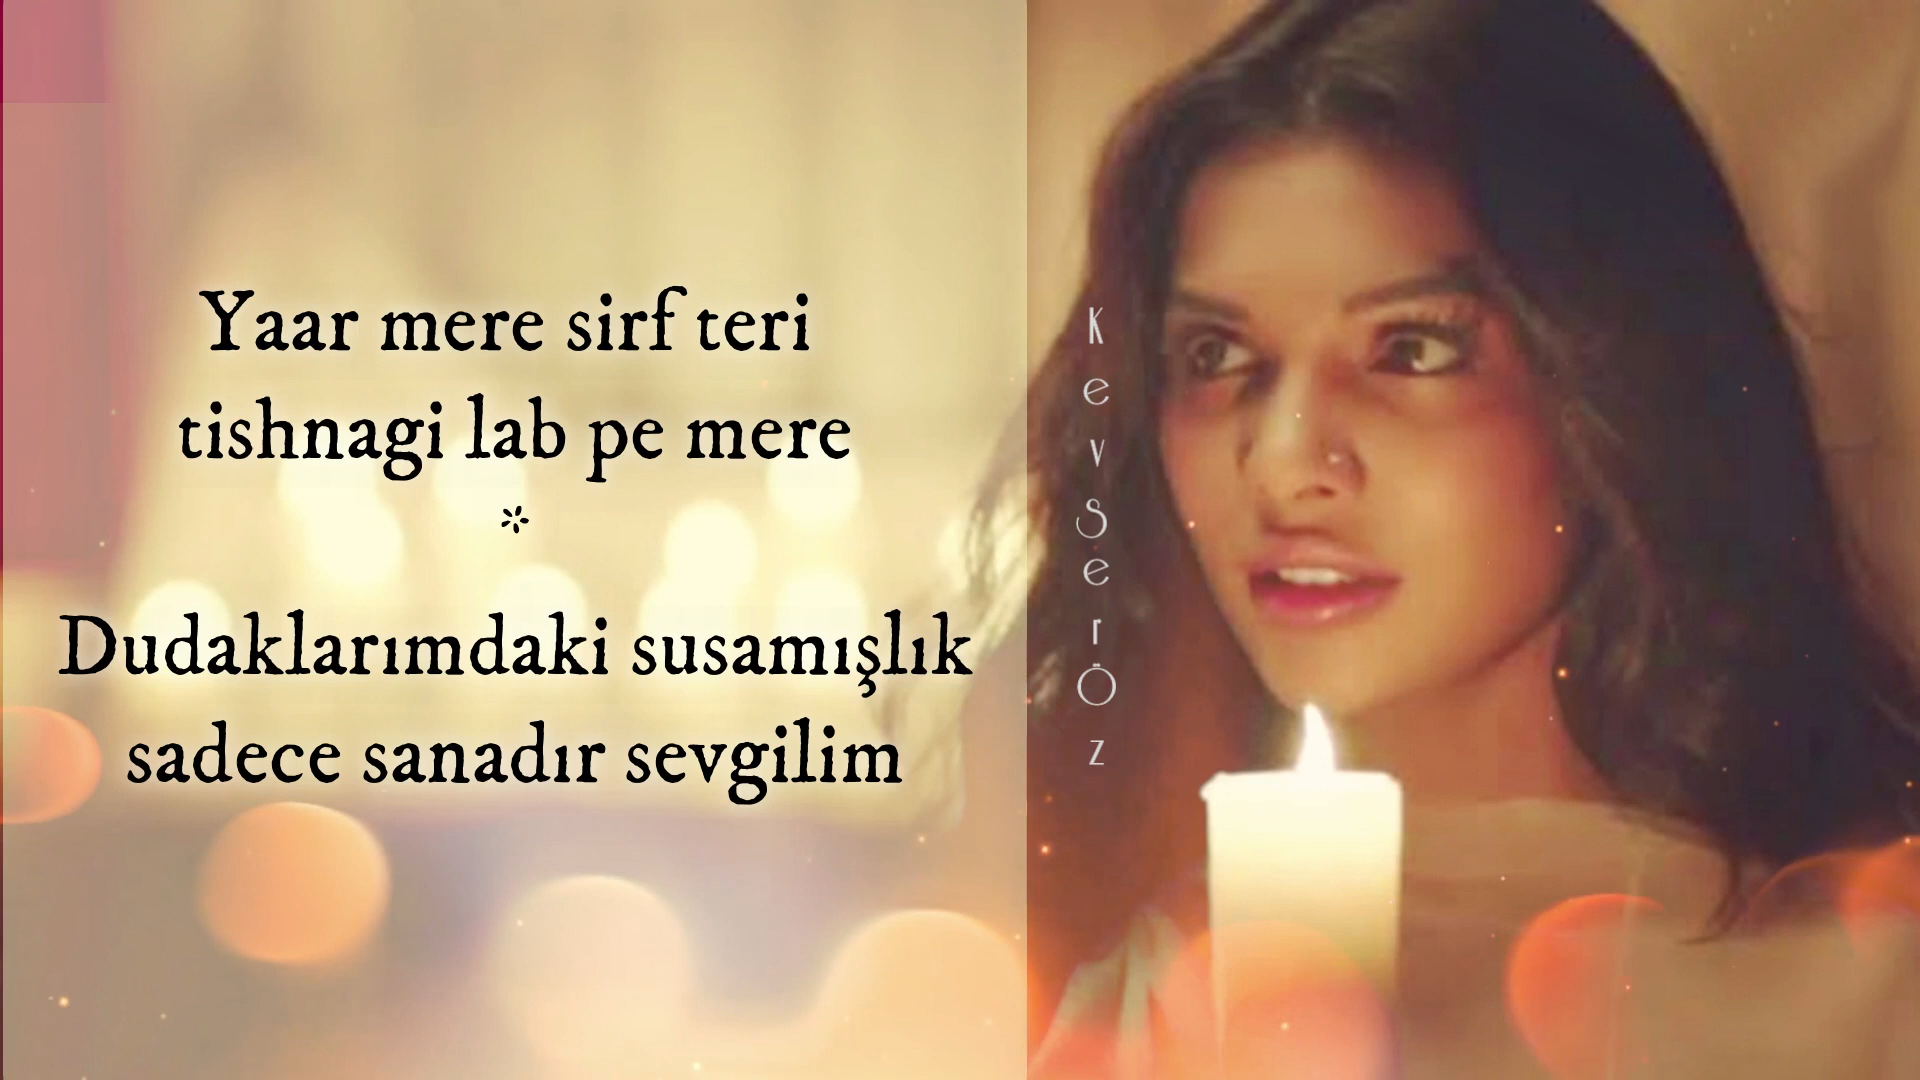 Yaar mere sirf teri
tishnagi lab pe mere
*
Dudaklarımdaki susamışlık
sadece sanadır sevgilim
KevSerÖz